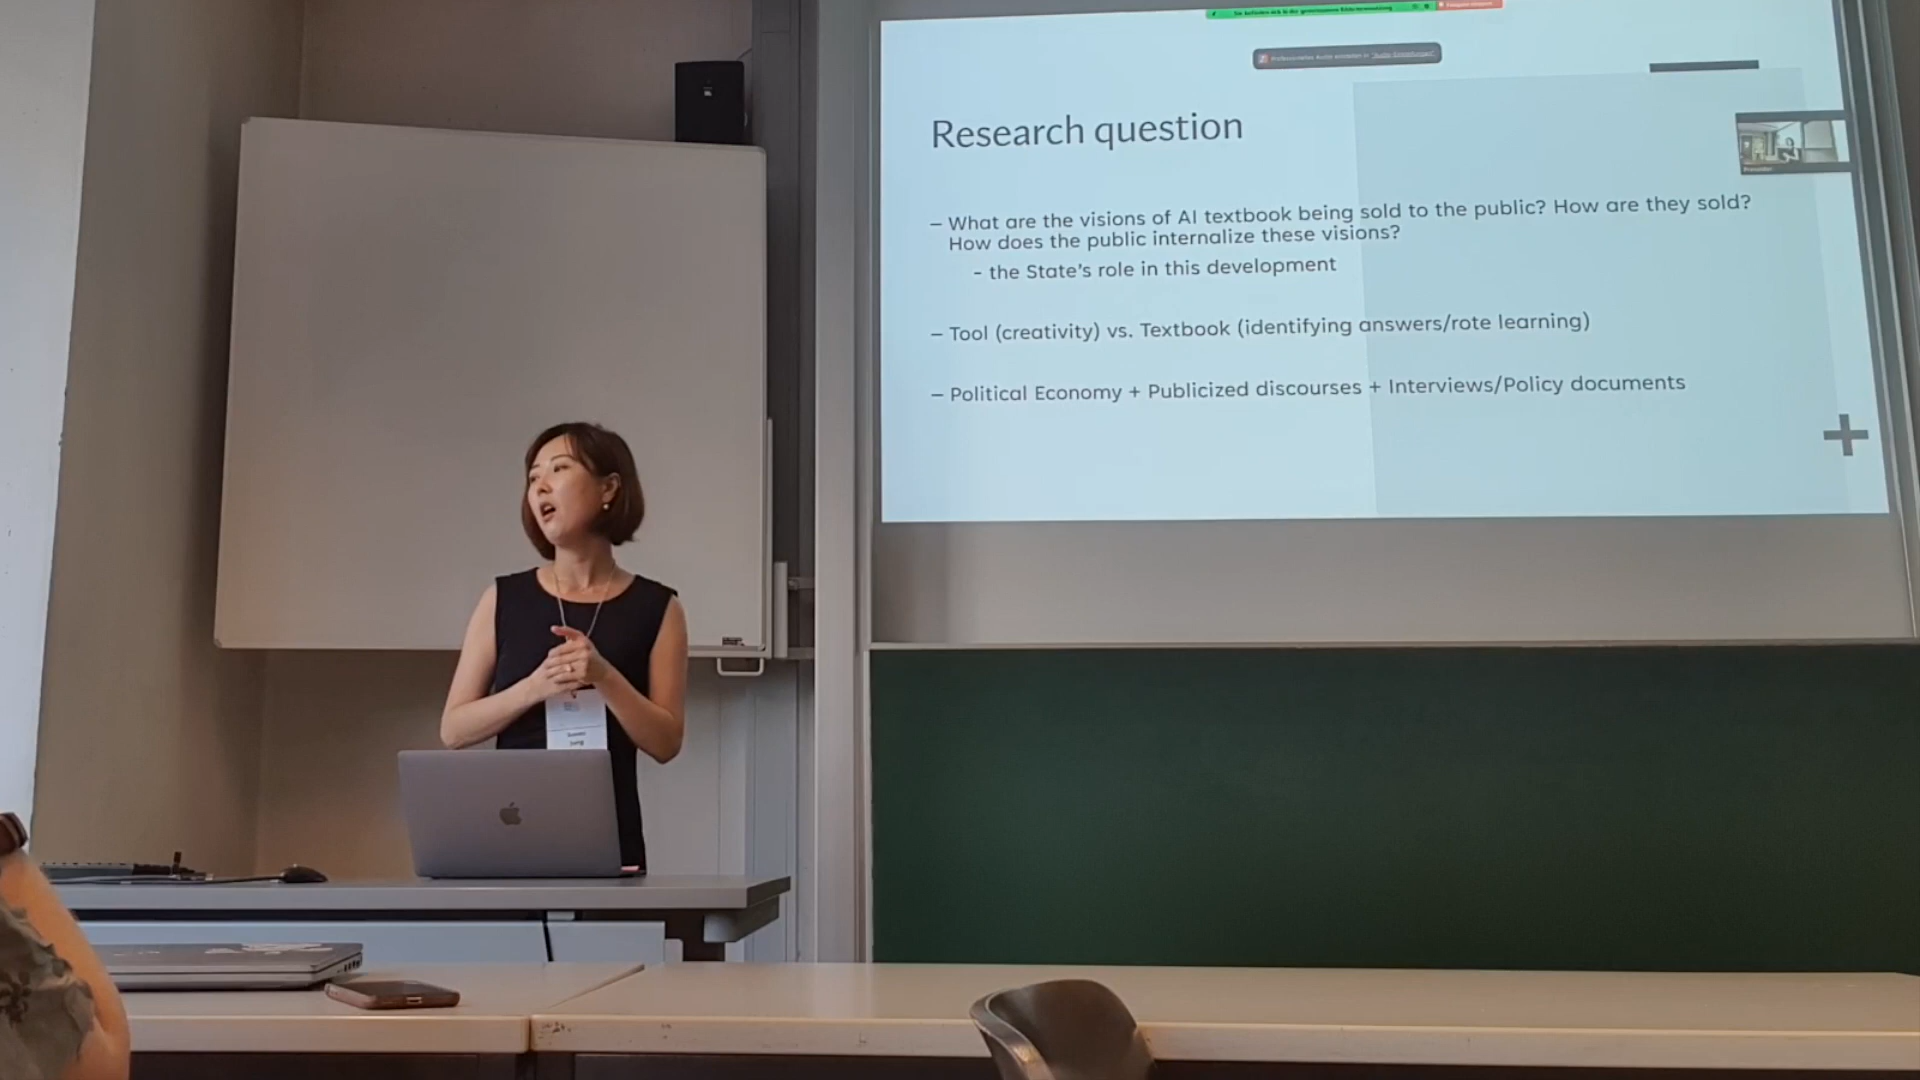 Research question
– What are the visions of AI textbook being sold to the public? How are they sold?
How does the public internalize these visions?
- the State's role in this development
– Tool (creativity) vs. Textbook (identifying answers/rote learning)
– Political Economy + Publicized discourses + Interviews/Policy documents
Jung